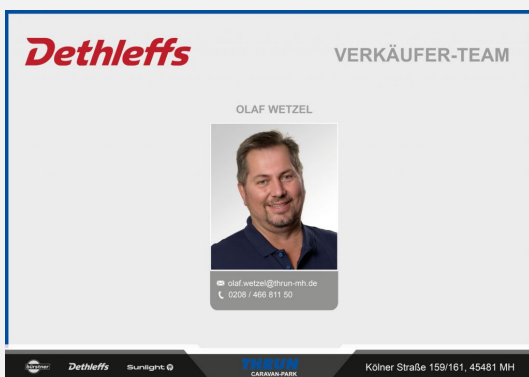 Dethleffs
VERKÄUFER-TEAM
OLAF WETZEL
olaf.wetzel@thrun-mh.de
0208 / 466 811 50
bürstner Dethleffs Sunlight THRUN Kölner Straße 159/161, 45481 MH
CARAVAN-PARK